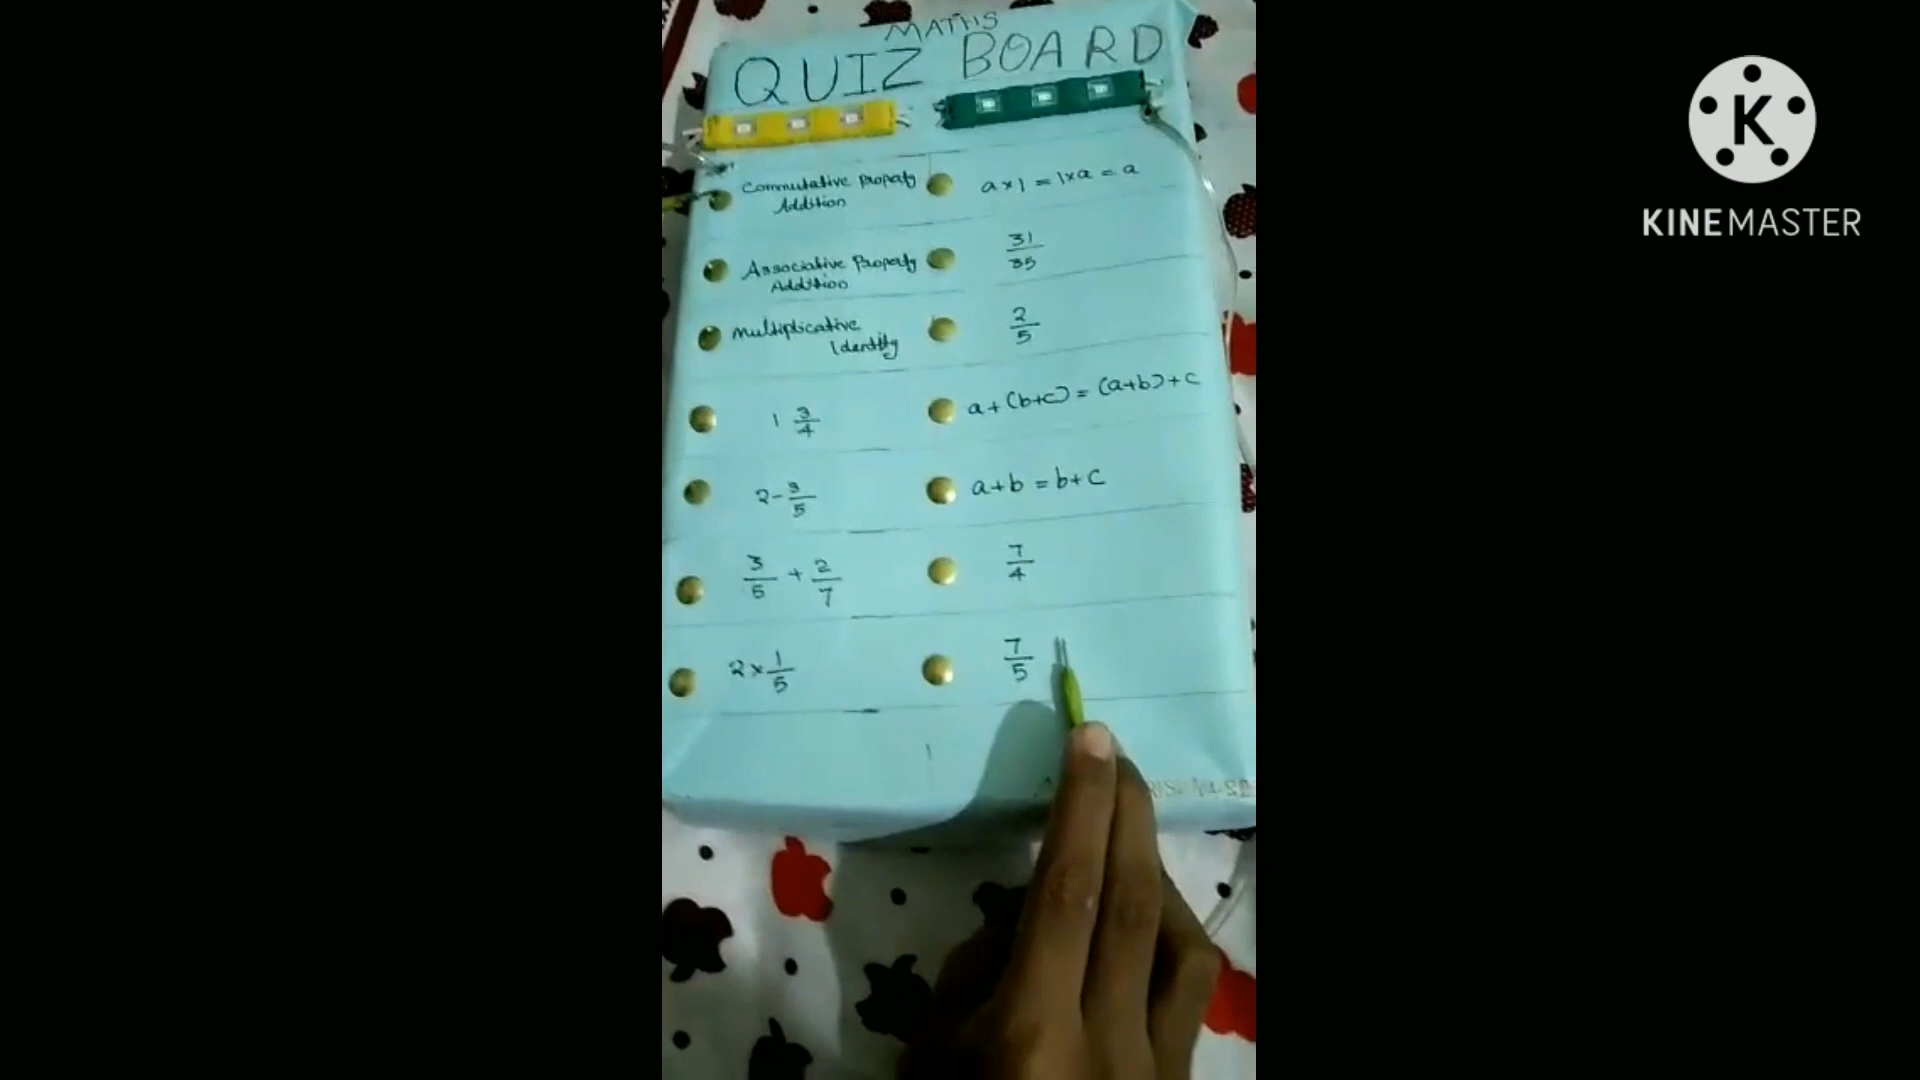 MATHS
QUIZ BOARD
Commutative Property
Addition
a × 1 = 1 × a = a
Associative Property
Addition
31/35
Multiplicative
Identity
2/5
1 3/4
a + (b+c) = (a+b) + c
2 - 3/5
a + b = b + c
3/5 + 2/7
7/4
2 × 1/5
7/5
K
KINEMASTER